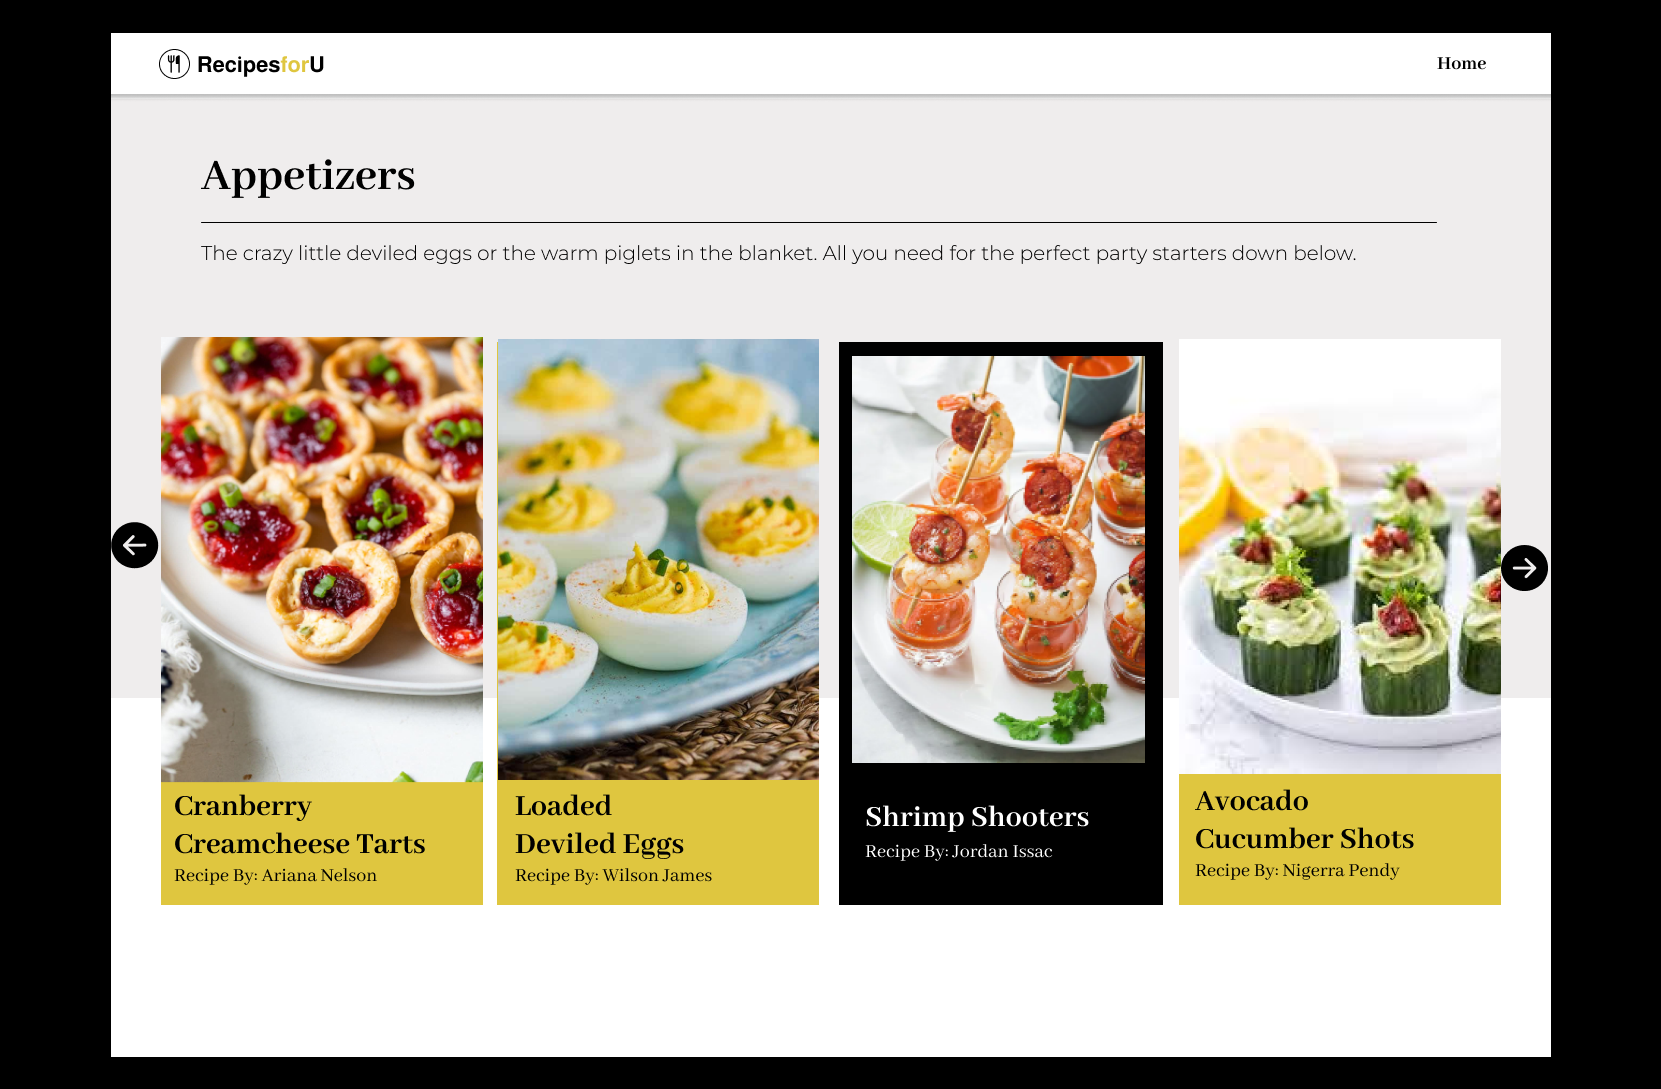 RecipesforU
Home
Appetizers
The crazy little deviled eggs or the warm piglets in the blanket. All you need for the perfect party starters down below.
Cranberry
Creamcheese Tarts
Recipe By: Ariana Nelson
Loaded
Deviled Eggs
Recipe By: Wilson James
Shrimp Shooters
Recipe By: Jordan Issac
Avocado
Cucumber Shots
Recipe By: Nigerra Pendy